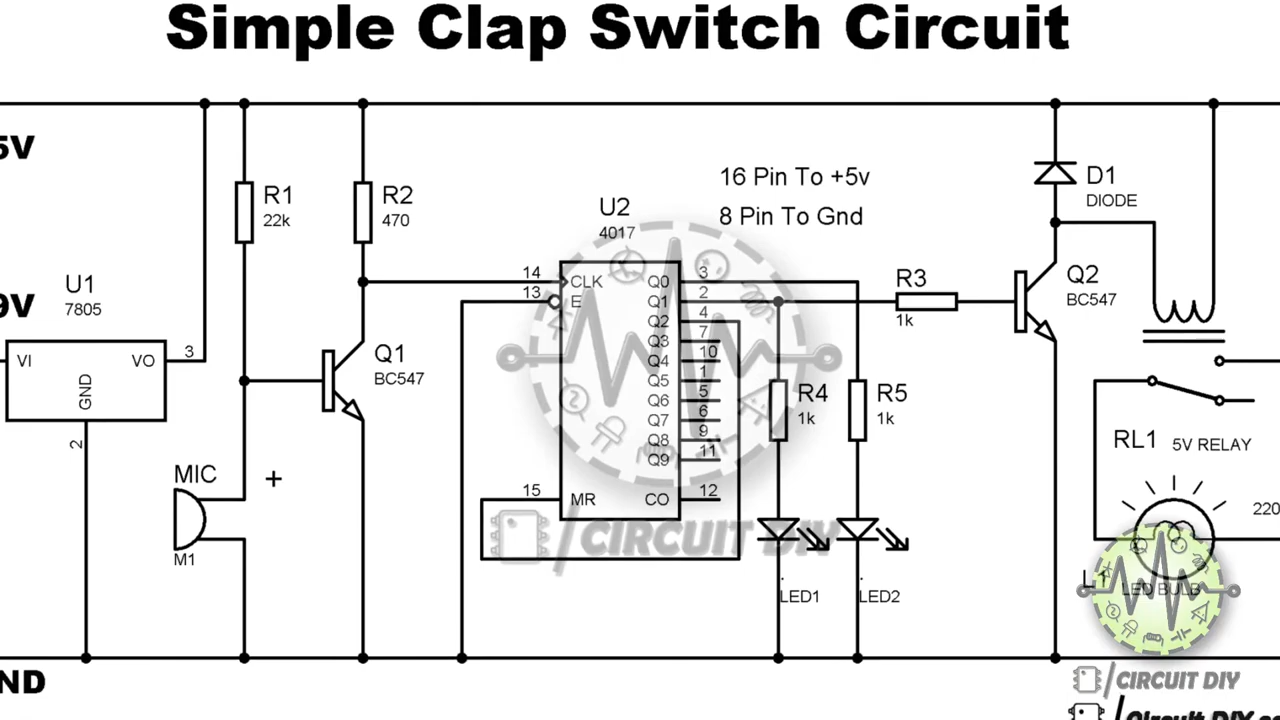 Simple Clap Switch Circuit
5V
9V
U1
7805
VI
VO
3
GND
2
R1
22k
R2
470
MIC
+
M1
Q1
BC547
16 Pin To +5v
8 Pin To Gnd
U2
4017
14
CLK
13
E
15
MR
Q0
3
Q1
2
Q2
4
Q3
7
Q4
10
Q5
1
Q6
5
Q7
6
Q8
9
Q9
11
CO
12
R3
1k
R4
1k
R5
1k
LED1
LED2
D1
DIODE
Q2
BC547
RL1
5V RELAY
220
LED BULB
CIRCUIT DIY
ND
CIRCUIT DIY